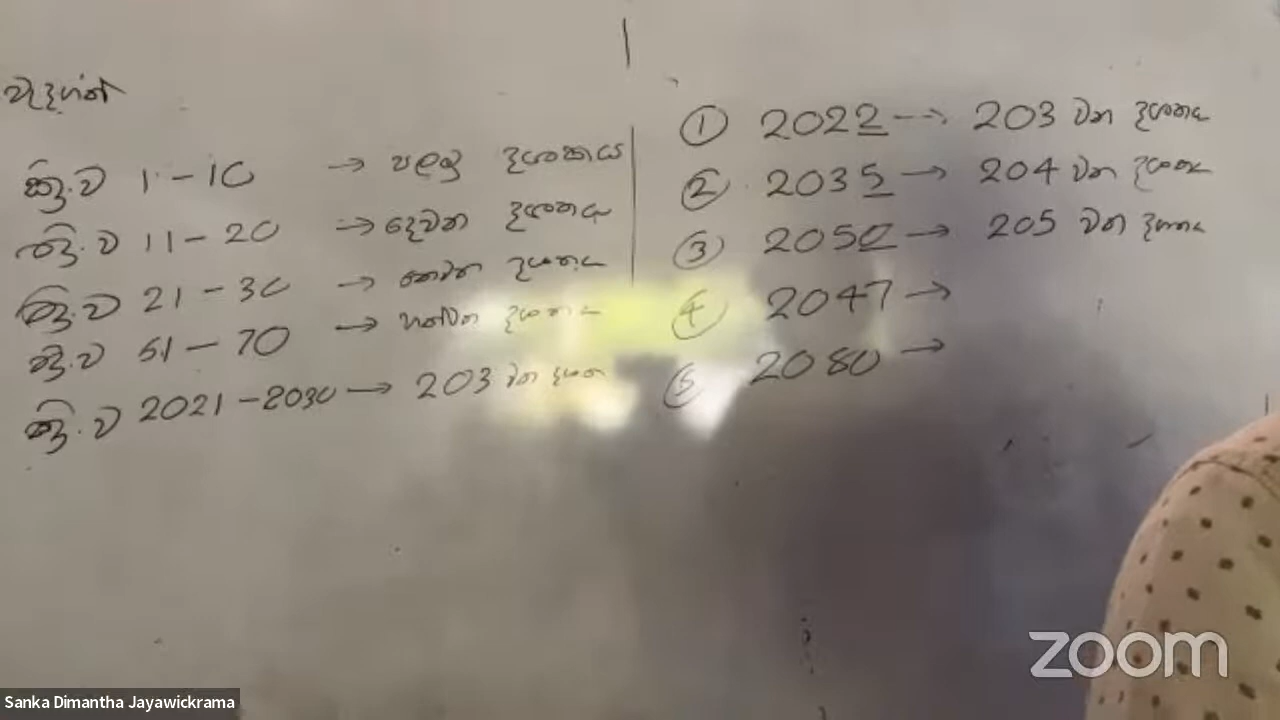 වැදගත්
ක්‍රි.ව 1 - 10 → පළමු දශකය
ක්‍රි.ව 11 - 20 → දෙවන දශකය
ක්‍රි.ව 21 - 30 → තෙවන දශකය
ක්‍රි.ව 61 - 70 → හත්වන දශකය
ක්‍රි.ව 2021 - 2030 → 203 වන දශක
① 2022 --→ 203 වන දශකය
② 2035 → 204 වන දශකය
③ 2050 → 205 වන දශකය
④ 2047 →
⑤ 2080 →
zoom
Sanka Dimantha Jayawickrama